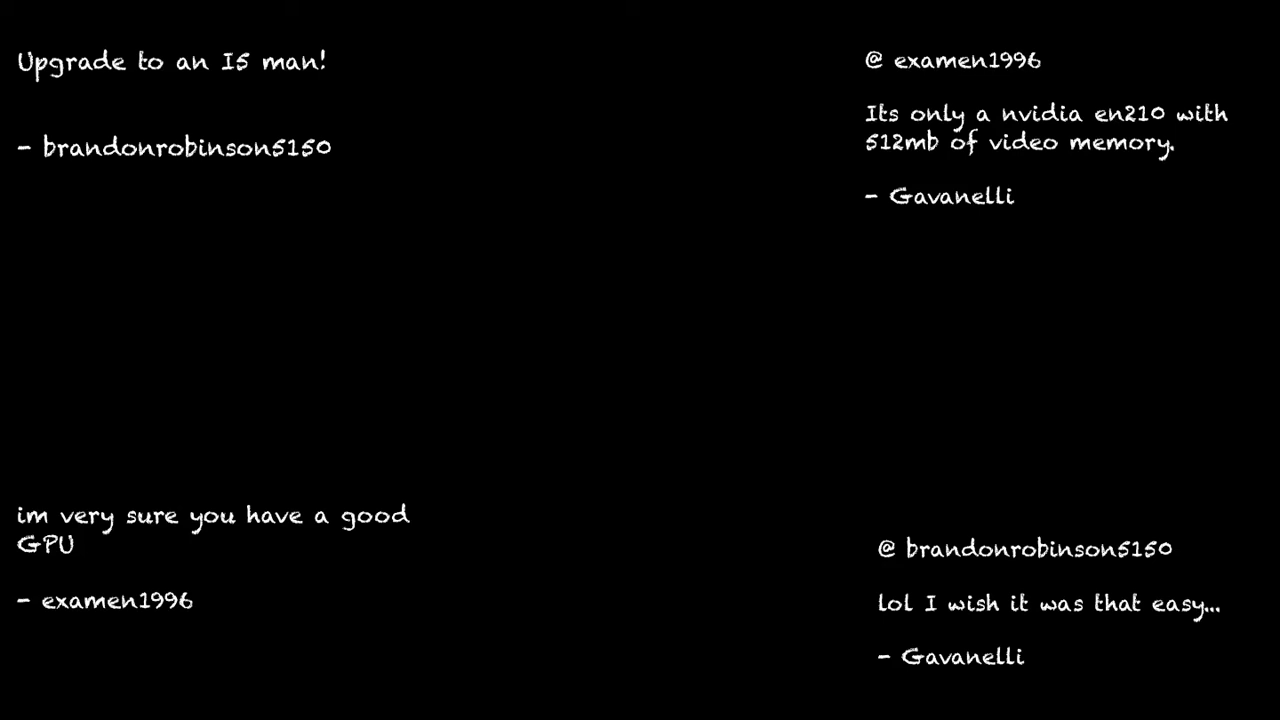 Upgrade to an I5 man!
- brandonrobinson5150
@ examen1996
Its only a nvidia en210 with
512mb of video memory.
- Gavanelli
im very sure you have a good
GPU
- examen1996
@ brandonrobinson5150
lol I wish it was that easy...
- Gavanelli